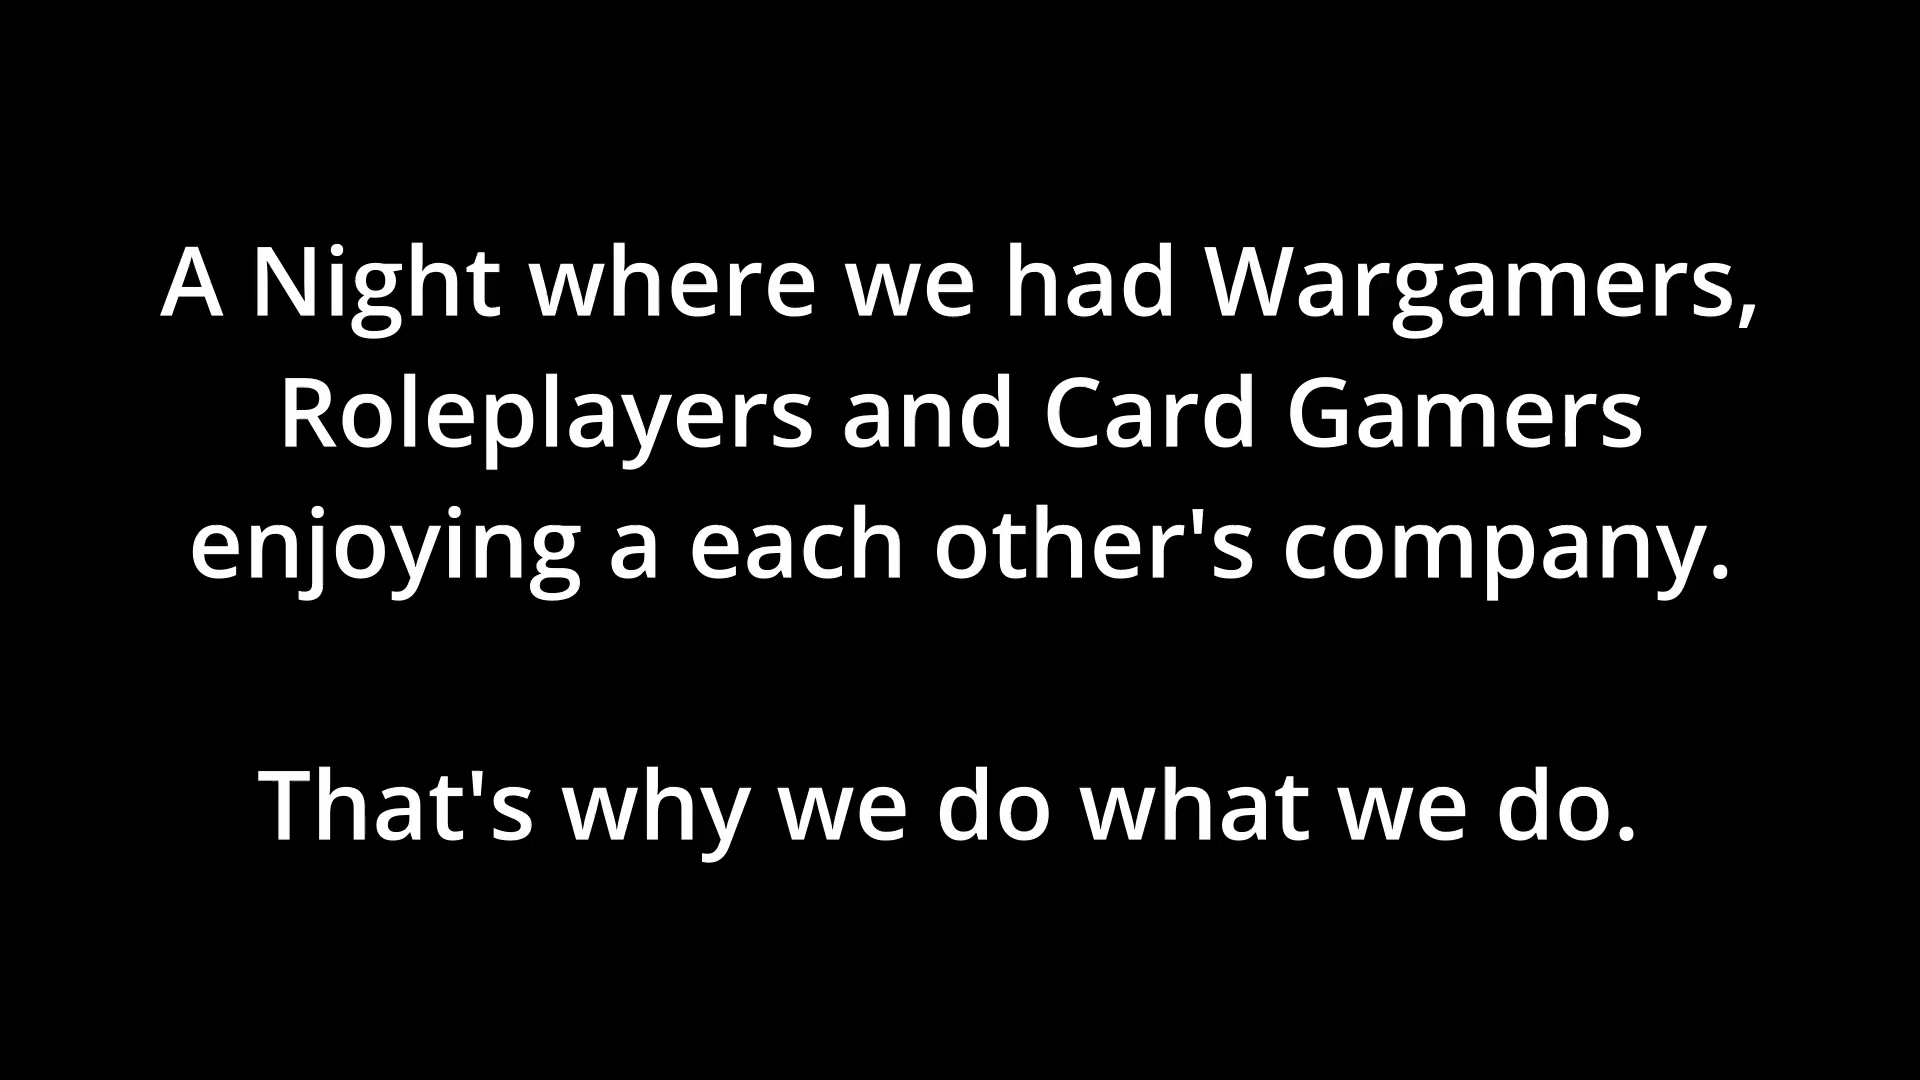 A Night where we had Wargamers,
Roleplayers and Card Gamers
enjoying a each other's company.
That's why we do what we do.